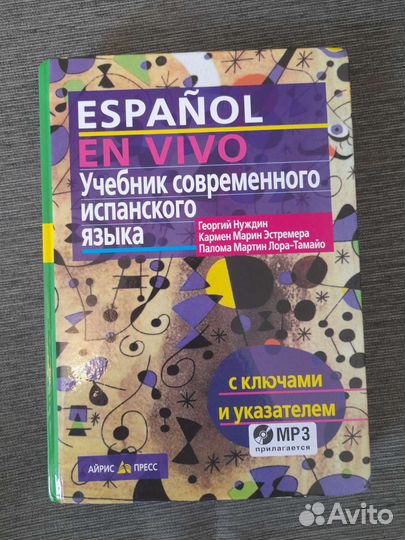 ESPAÑOL
EN VIVO
Учебник современного
испанского
языка
Георгий Нуждин
Кармен Марин Эстремера
Палома Мартин Лора-Тамайо
с ключами
и указателем
MP3
прилагается
АЙРИС ПРЕСС
Avito